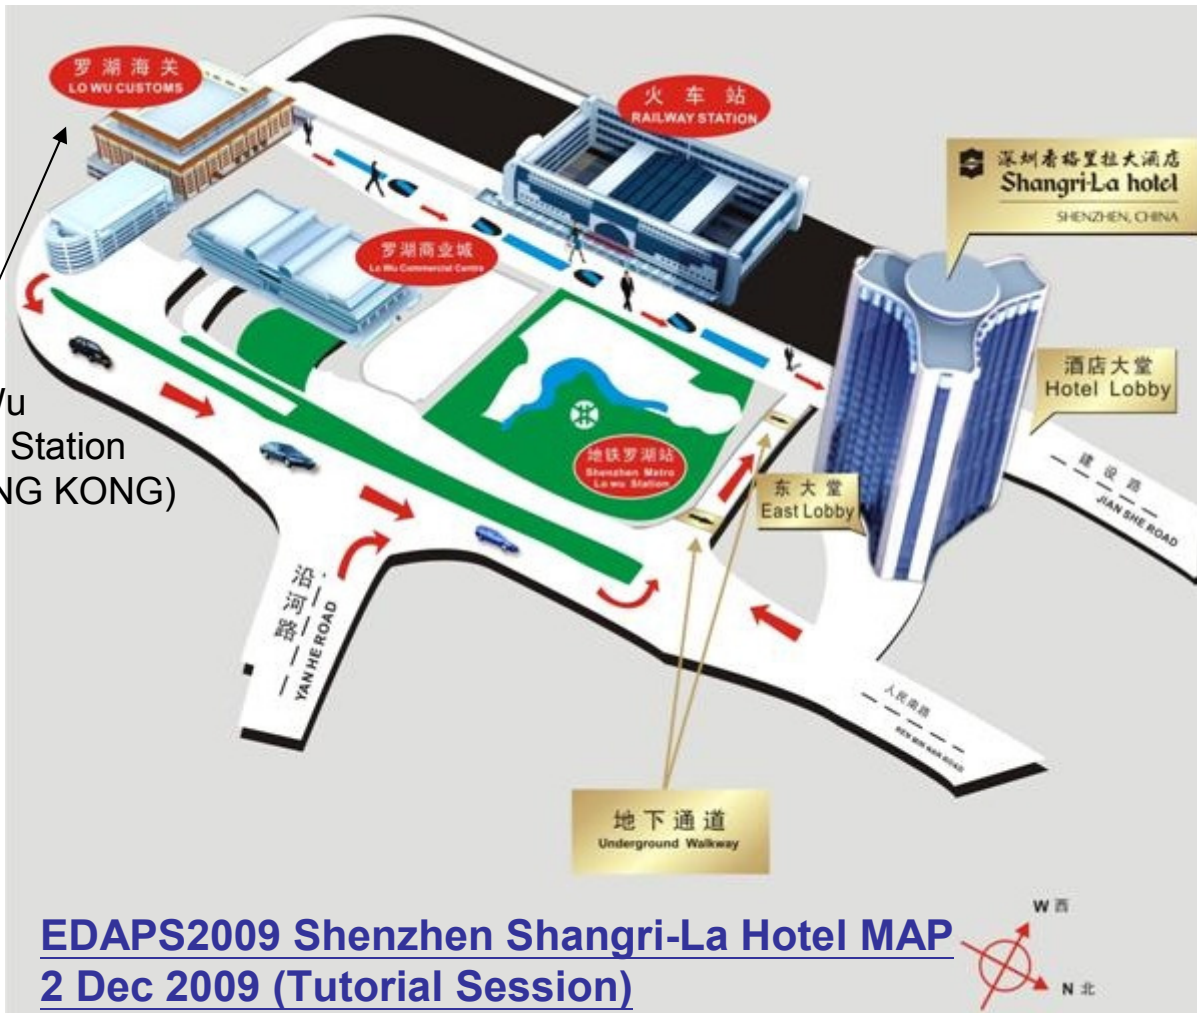 罗湖海关
LO WU CUSTOMS
火车站
RAILWAY STATION
深圳香格里拉大酒店
Shangri-La hotel
SHENZHEN, CHINA
罗湖商业城
Lo Wu Commercial Centre
酒店大堂
Hotel Lobby
Station
KONG)
地铁罗湖站
Shenzhen Metro
Lo wu Station
东大堂
East Lobby
建设路
JIAN SHE ROAD
沿河路
YAN HE ROAD
人民南路
REN MIN NAN ROAD
地下通道
Underground Walkway
EDAPS2009 Shenzhen Shangri-La Hotel MAP
2 Dec 2009 (Tutorial Session)
W 西
N 北